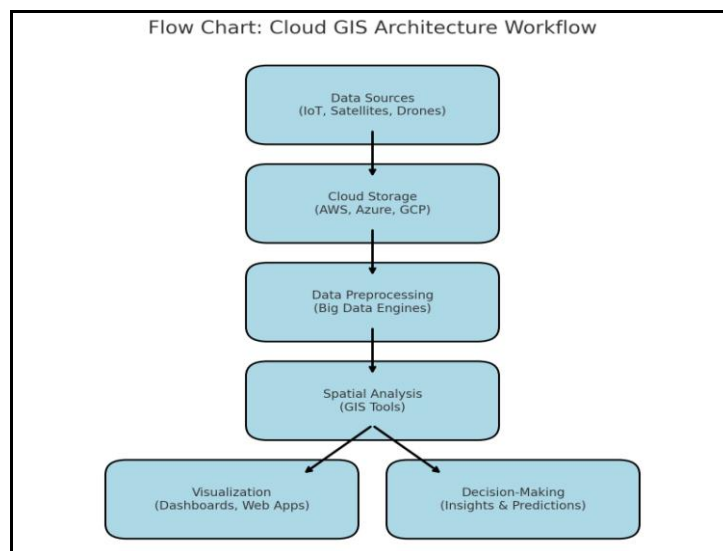 Flow Chart: Cloud GIS Architecture Workflow
Data Sources
(IoT, Satellites, Drones)
Cloud Storage
(AWS, Azure, GCP)
Data Preprocessing
(Big Data Engines)
Spatial Analysis
(GIS Tools)
Visualization
(Dashboards, Web Apps)
Decision-Making
(Insights & Predictions)